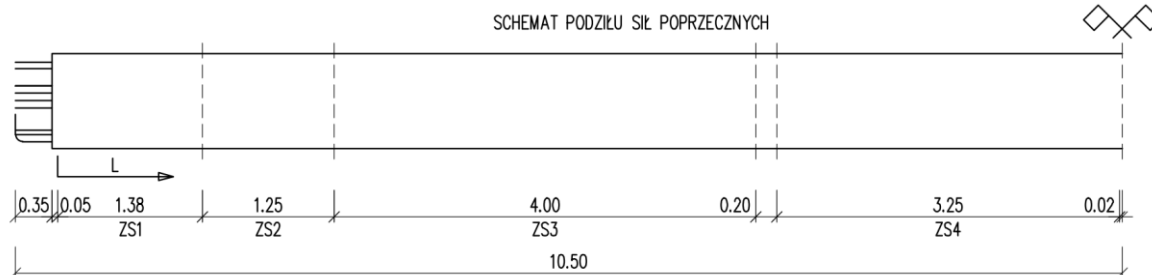 SCHEMAT PODZIŁU SIŁ POPRZECZNYCH
L
0.35 0.05 1.38 1.25 4.00 0.20 3.25 0.02
ZS1 ZS2 ZS3 ZS4
10.50